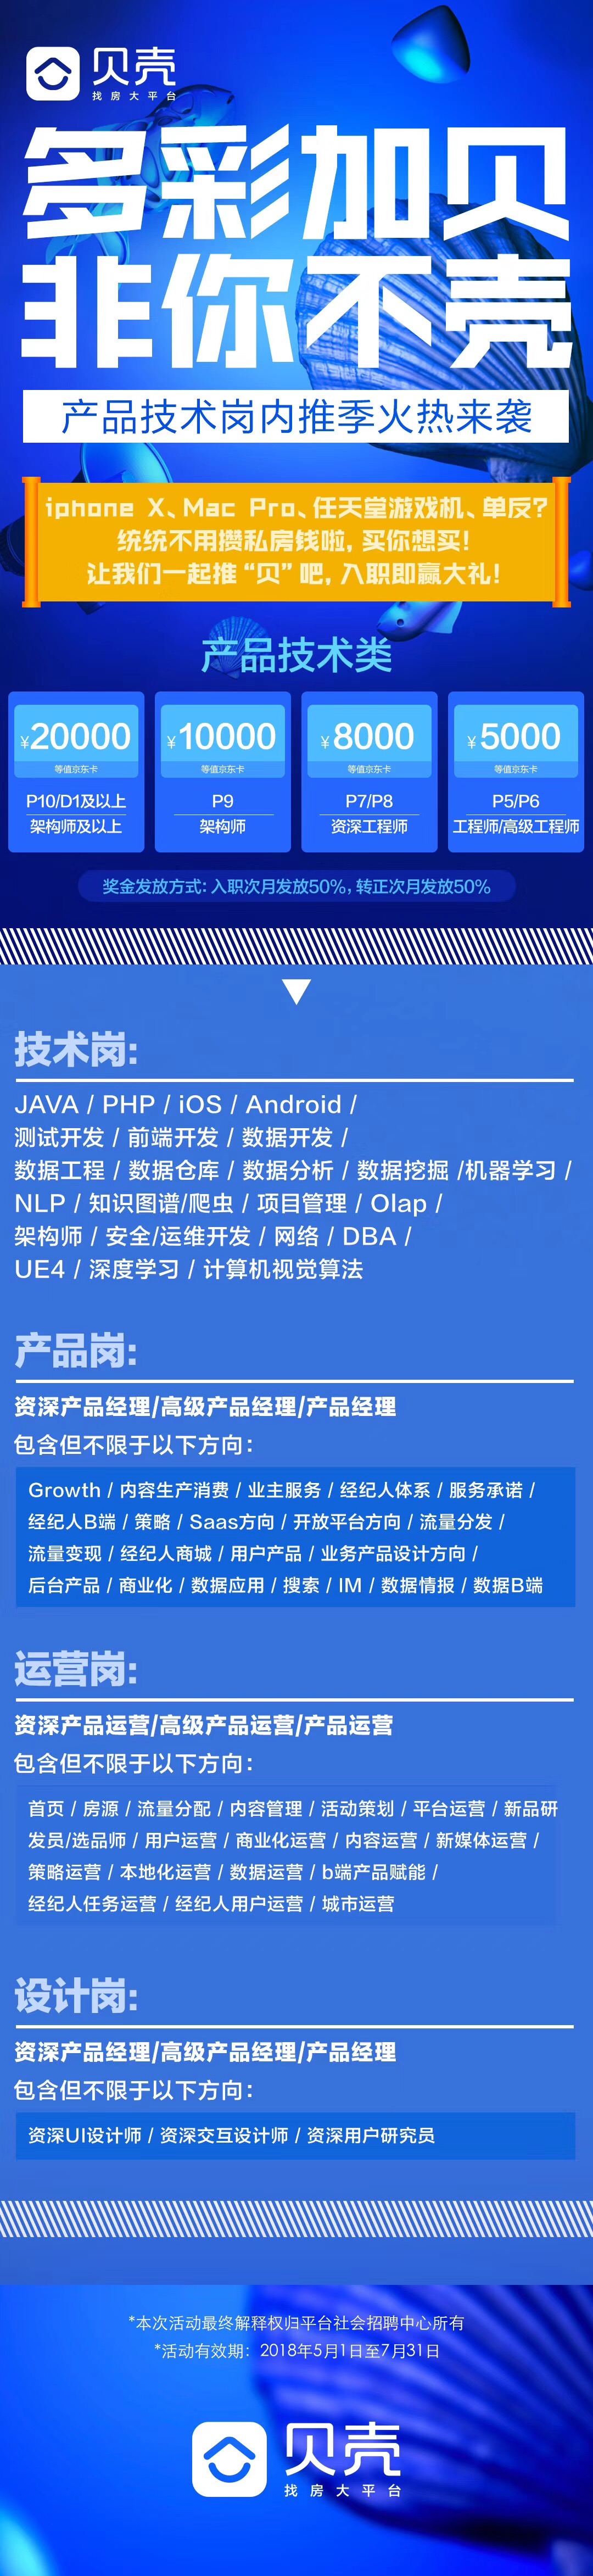 贝壳
找房大平台
多彩加贝
非你不壳
产品技术岗内推季火热来袭
iphone X、Mac Pro、任天堂游戏机、单反?
统统不用攒私房钱啦, 买你想买!
让我们一起推“贝”吧, 入职即赢大礼!
产品技术类
¥20000
等值京东卡
P10/D1及以上
架构师及以上
¥10000
等值京东卡
P9
架构师
¥8000
等值京东卡
P7/P8
资深工程师
¥5000
等值京东卡
P5/P6
工程师/高级工程师
奖金发放方式: 入职次月发放50%, 转正次月发放50%
技术岗:
JAVA / PHP / iOS / Android /
测试开发 / 前端开发 / 数据开发 /
数据工程 / 数据仓库 / 数据分析 / 数据挖掘 /机器学习 /
NLP / 知识图谱/爬虫 / 项目管理 / Olap /
架构师 / 安全/运维开发 / 网络 / DBA /
UE4 / 深度学习 / 计算机视觉算法
产品岗:
资深产品经理/高级产品经理/产品经理
包含但不限于以下方向:
Growth / 内容生产消费 / 业主服务 / 经纪人体系 / 服务承诺 /
经纪人B端 / 策略 / Saas方向 / 开放平台方向 / 流量分发 /
流量变现 / 经纪人商城 / 用户产品 / 业务产品设计方向 /
后台产品 / 商业化 / 数据应用 / 搜索 / IM / 数据情报 / 数据B端
运营岗:
资深产品运营/高级产品运营/产品运营
包含但不限于以下方向:
首页 / 房源 / 流量分配 / 内容管理 / 活动策划 / 平台运营 / 新品研
发员/选品师 / 用户运营 / 商业化运营 / 内容运营 / 新媒体运营 /
策略运营 / 本地化运营 / 数据运营 / b端产品赋能 /
经纪人任务运营 / 经纪人用户运营 / 城市运营
设计岗:
资深产品经理/高级产品经理/产品经理
包含但不限于以下方向:
资深UI设计师 / 资深交互设计师 / 资深用户研究员
*本次活动最终解释权归平台社会招聘中心所有
*活动有效期: 2018年5月1日至7月31日
贝壳
找房大平台